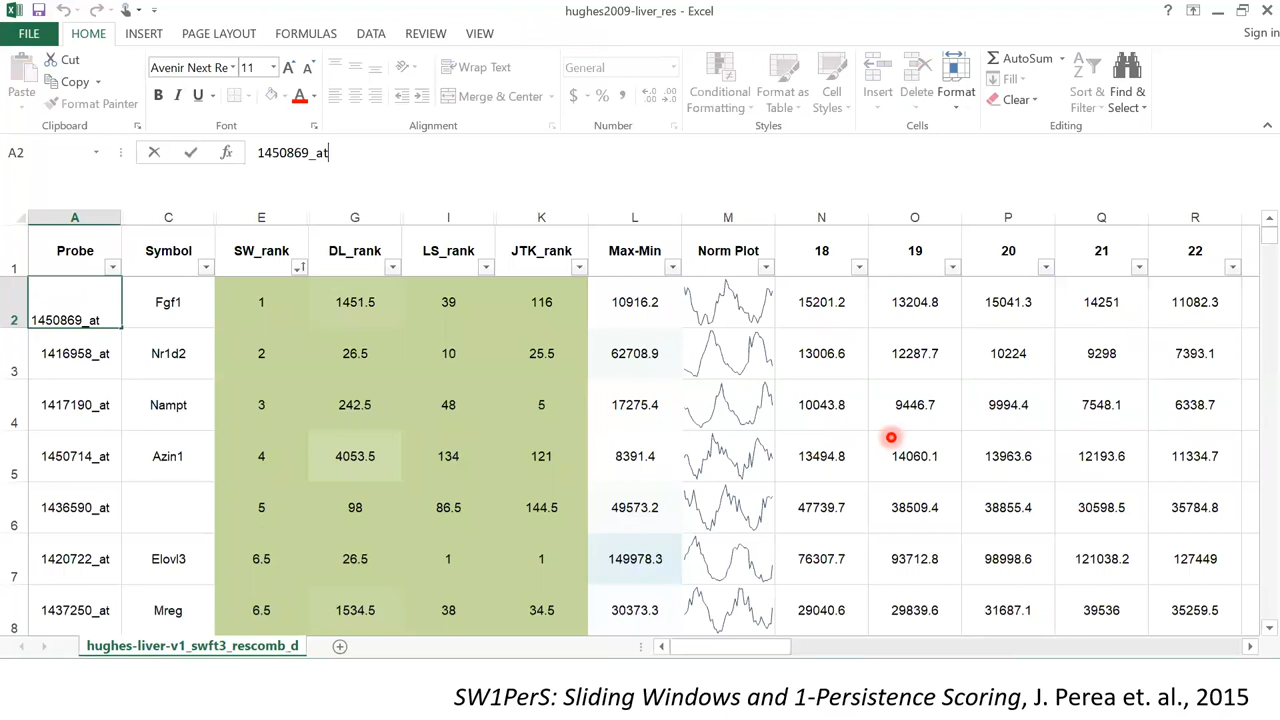 hughes2009-liver_res - Excel
?
Sign in
FILE HOME INSERT PAGE LAYOUT FORMULAS DATA REVIEW VIEW
Paste
Cut
Copy
Format Painter
Clipboard
Avenir Next Re 11 A A
B I U A
Font
Wrap Text
Merge & Center
Alignment
General
$ % ,
Number
Conditional Formatting
Format as Table
Cell Styles
Styles
Insert Delete Format
Cells
AutoSum
Fill
Clear
Sort & Filter
Find & Select
Editing
A2 fx 1450869_at
A C E G I K L M N O P Q R
1 Probe Symbol SW_rank DL_rank LS_rank JTK_rank Max-Min Norm Plot 18 19 20 21 22
2 1450869_at Fgf1 1 1451.5 39 116 10916.2 15201.2 13204.8 15041.3 14251 11082.3
3 1416958_at Nr1d2 2 26.5 10 25.5 62708.9 13006.6 12287.7 10224 9298 7393.1
4 1417190_at Nampt 3 242.5 48 5 17275.4 10043.8 9446.7 9994.4 7548.1 6338.7
5 1450714_at Azin1 4 4053.5 134 121 8391.4 13494.8 14060.1 13963.6 12193.6 11334.7
6 1436590_at 5 98 86.5 144.5 49573.2 47739.7 38509.4 38855.4 30598.5 35784.8
7 1420722_at Elovl3 6.5 26.5 1 1 149978.3 76307.7 93712.8 98998.6 121038.2 127449
8 1437250_at Mreg 6.5 1534.5 38 34.5 30373.3 29040.6 29839.6 31687.1 39536 35259.5
hughes-liver-v1_swft3_rescomb_d
SW1PerS: Sliding Windows and 1-Persistence Scoring, J. Perea et. al., 2015